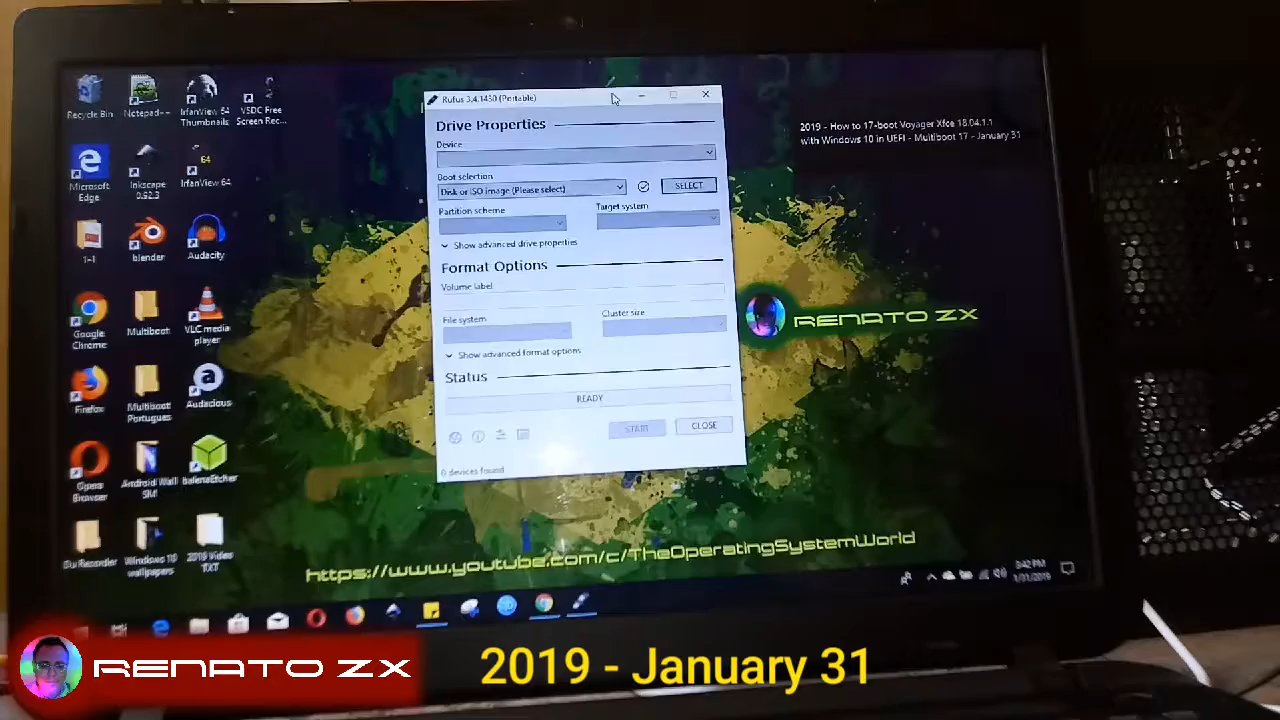 Recycle Bin
Notepad++
IrfanView 64
Thumbnails
VSDC Free
Screen Rec...
Microsoft
Edge
Inkscape
0.92.3
64
IrfanView 64
1-1
blender
Audacity
Google
Chrome
Multiboot
VLC media
player
Firefox
Multiboot
Portugues
Audacious
Opera
Browser
Android Wall
SM
balenaEtcher
Windows 10
wallpapers
2019 Video
TXT
Rufus 3.4.1430 (Portable)
Drive Properties
Device
Boot selection
Disk or ISO image (Please select)
SELECT
Partition scheme
Target system
Show advanced drive properties
Format Options
Volume label
File system
Cluster size
Show advanced format options
Status
READY
START
CLOSE
0 devices found
2019 - How to 17-boot Voyager Xfce 18.04.1.1
with Windows 10 in UEFI - Multiboot 17 - January 31
RENATO ZX
https://www.youtube.com/c/TheOperatingSystemWorld
1/31/2019
RENATO ZX
2019 - January 31